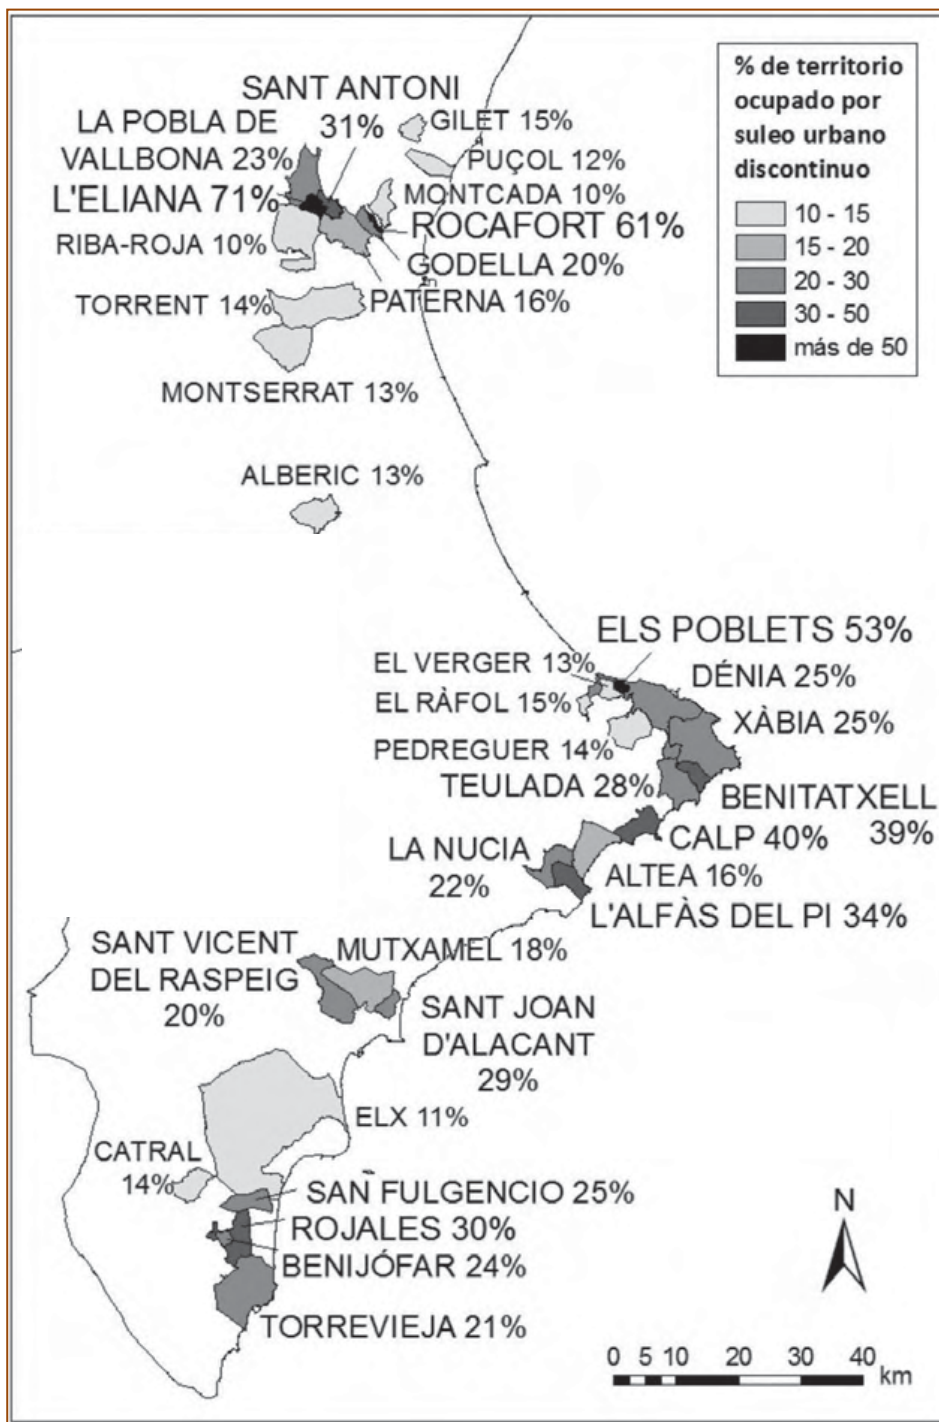 % de territorio
ocupado por
suleo urbano
discontinuo
10 - 15
15 - 20
20 - 30
30 - 50
más de 50
SANT ANTONI
31%
GILET 15%
LA POBLA DE
VALLBONA 23%
PUÇOL 12%
L'ELIANA 71%
MONTCADA 10%
ROCAFORT 61%
RIBA-ROJA 10%
GODELLA 20%
TORRENT 14%
PATERNA 16%
MONTSERRAT 13%
ALBERIC 13%
ELS POBLETS 53%
EL VERGER 13%
DÉNIA 25%
EL RÀFOL 15%
XÀBIA 25%
PEDREGUER 14%
TEULADA 28%
BENITATXELL
39%
CALP 40%
LA NUCIA
22%
ALTEA 16%
L'ALFÀS DEL PI 34%
SANT VICENT
DEL RASPEIG
20%
MUTXAMEL 18%
SANT JOAN
D'ALACANT
29%
ELX 11%
CATRAL
14%
SAN FULGENCIO 25%
ROJALES 30%
BENIJÓFAR 24%
TORREVIEJA 21%
N
0 5 10 20 30 40
km